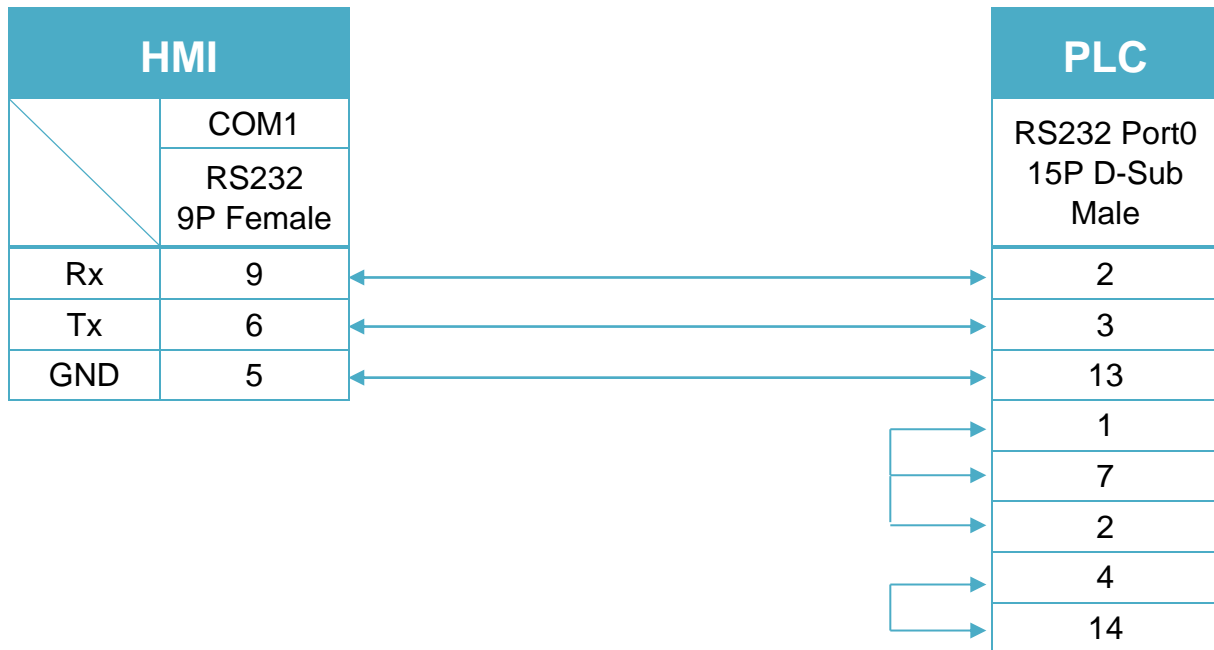 HMI
PLC
COM1
RS232
9P Female
RS232 Port0
15P D-Sub
Male
Rx 9 2
Tx 6 3
GND 5 13
1
7
2
4
14